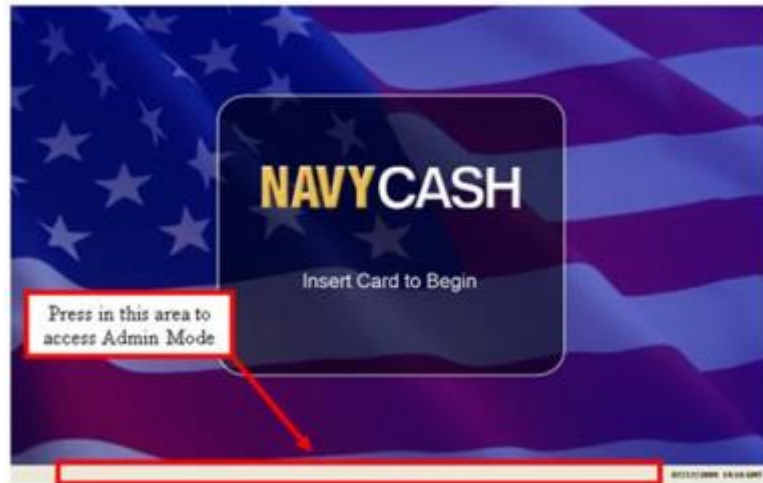 NAVYCASH
Insert Card to Begin
Press in this area to
access Admin Mode